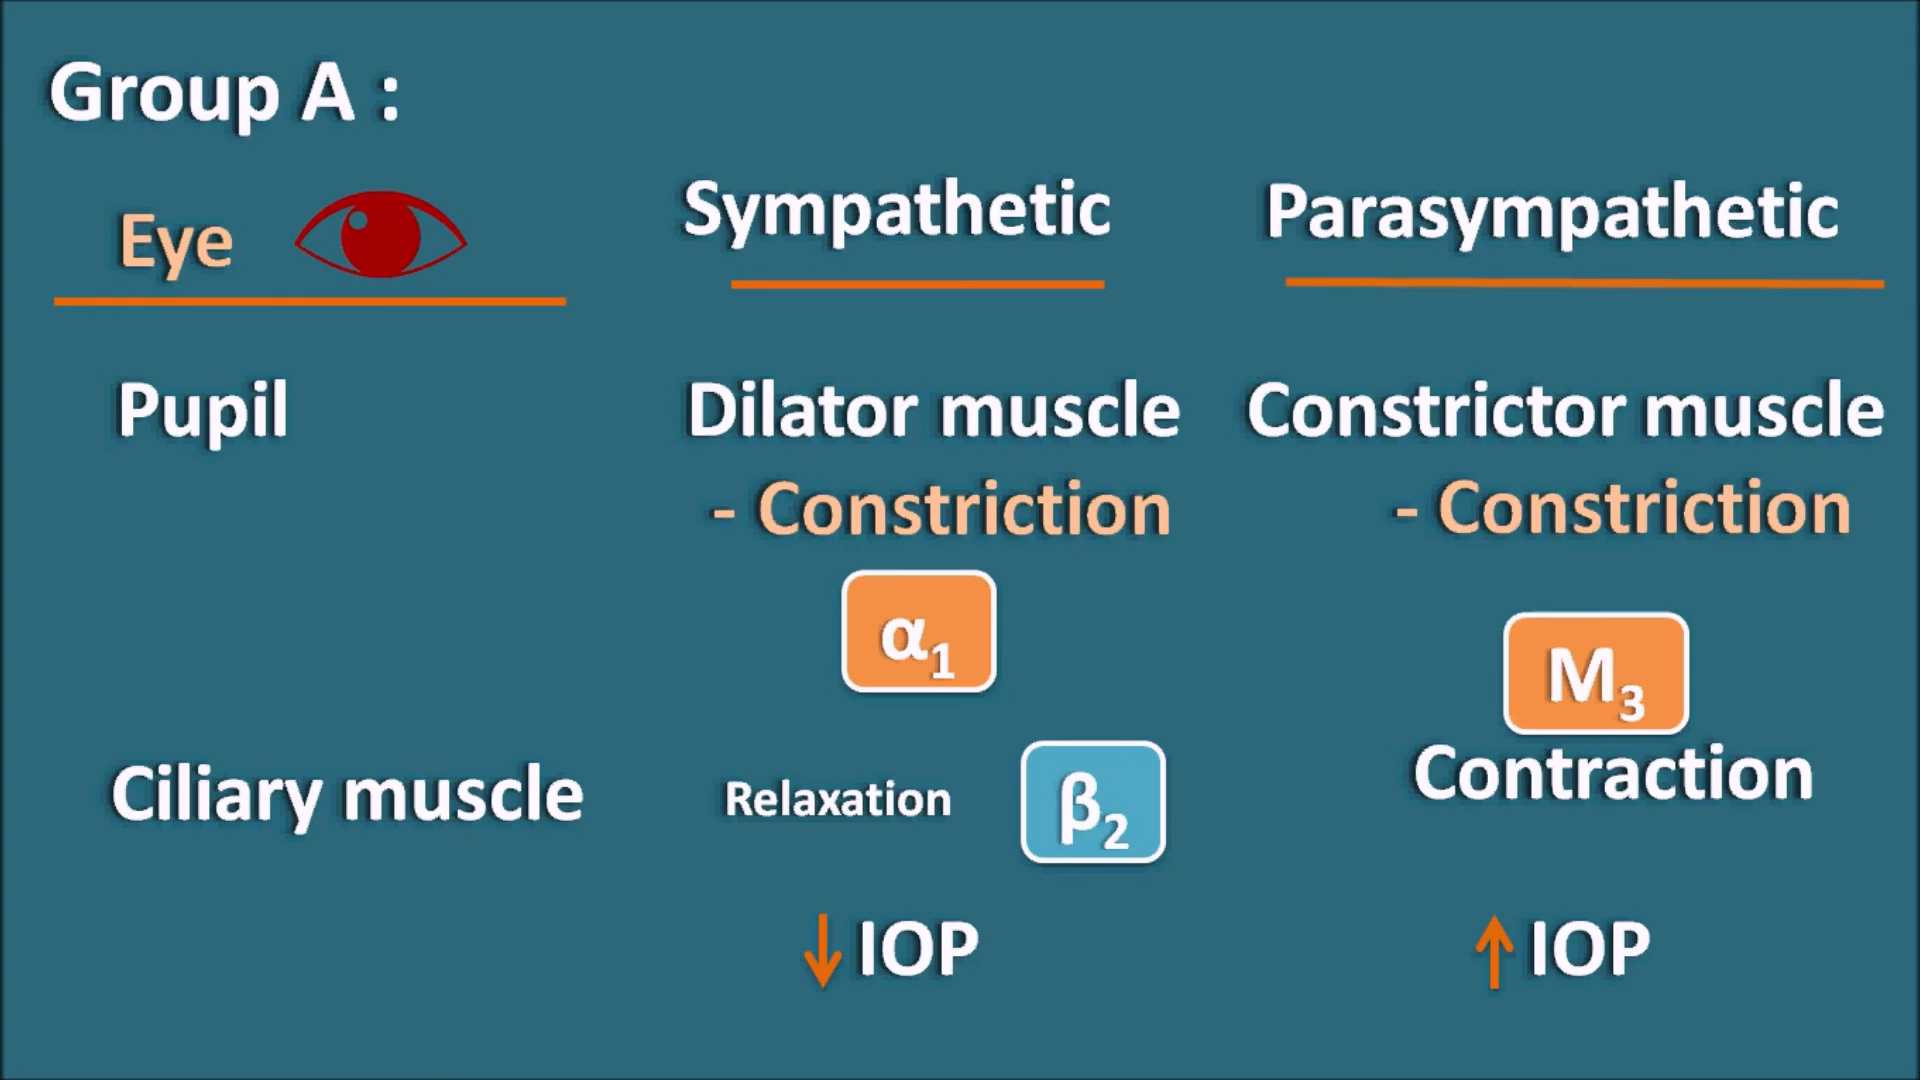 Group A :
Eye
Sympathetic
Parasympathetic
Pupil
Dilator muscle
- Constriction
α₁
Constrictor muscle
- Constriction
M₃
Ciliary muscle
Relaxation
β₂
Contraction
↓ IOP
↑ IOP